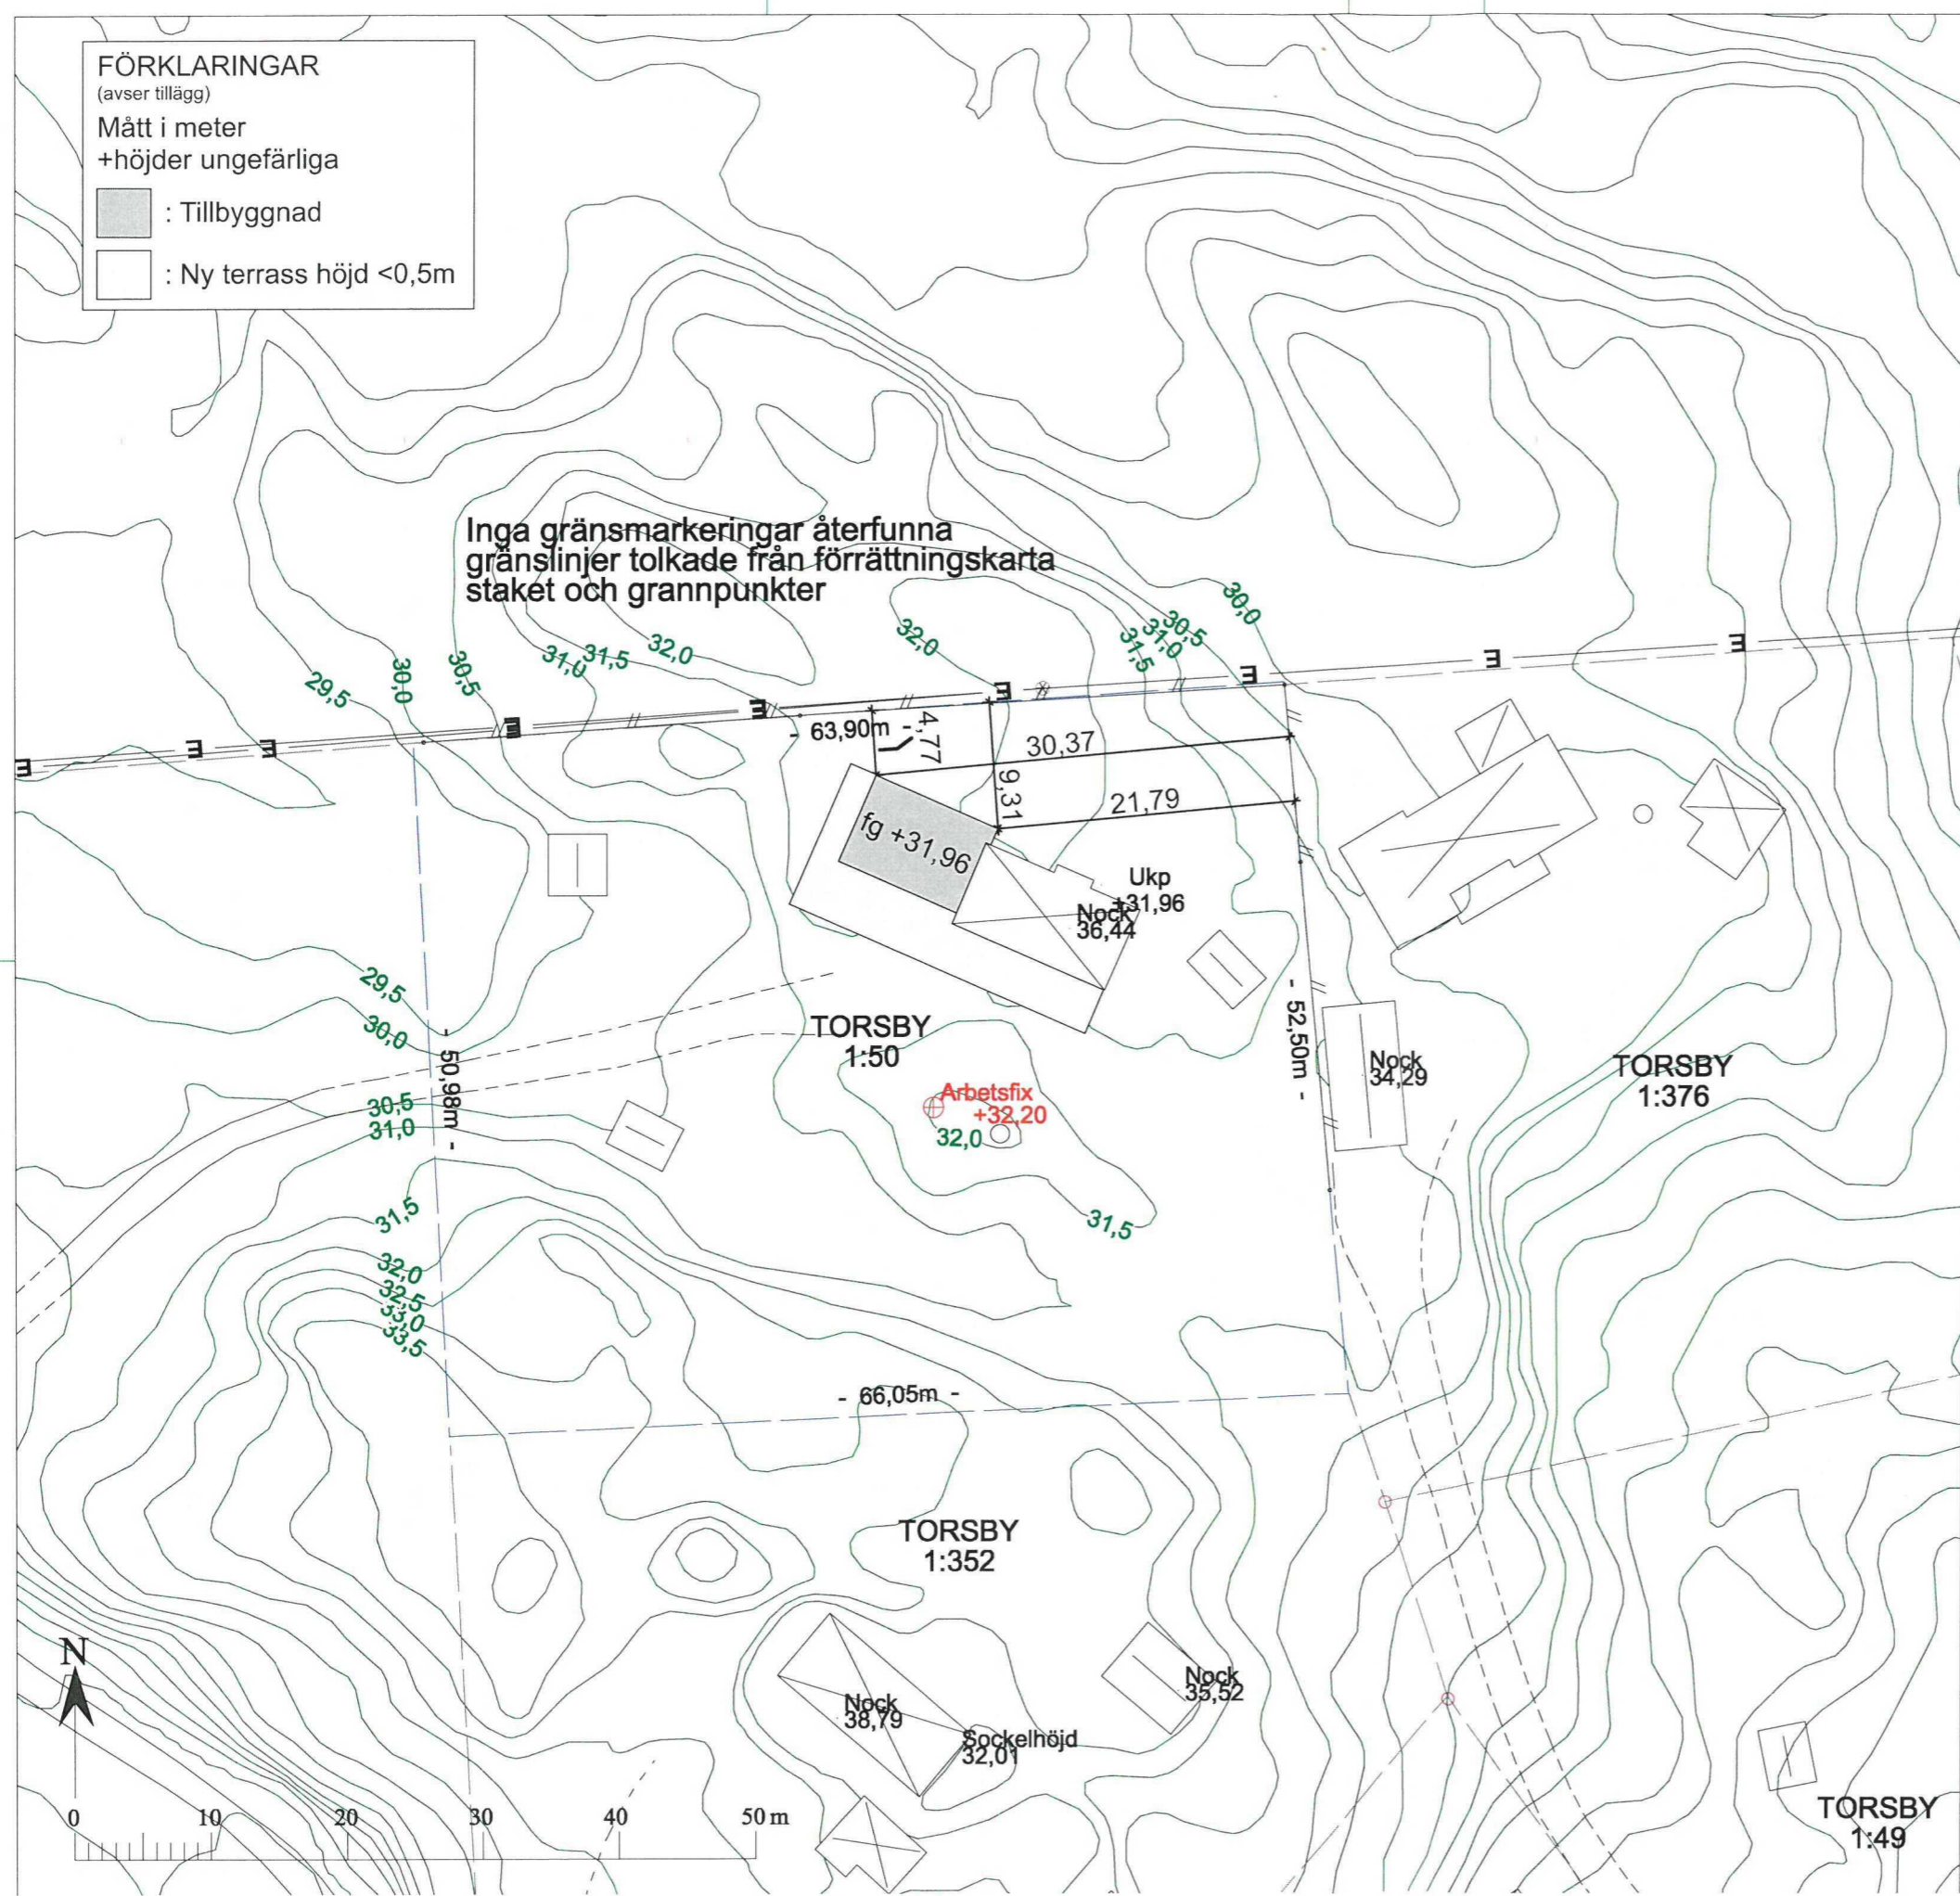 FÖRKLARINGAR
(avser tillägg)
Mått i meter
+höjder ungefärliga
: Tillbyggnad
: Ny terrass höjd <0,5m
Inga gränsmarkeringar återfunna
gränslinjer tolkade från förrättningskarta
staket och grannpunkter
29,5
30,0
30,5
31,0
31,5
32,0
32,0
31,5
31,0
30,5
30,0
E
E
E
E
E
E
E
E
E
- 63,90m -
4,77
30,37
9,31
21,79
fg +31,96
Ukp
+31,96
Nock
36,44
29,5
30,0
- 50,98m -
- 52,50m -
TORSBY
1:50
Nock
34,29
TORSBY
1:376
Arbetsfix
+32,20
32,0
30,5
31,0
31,5
31,5
32,0
32,5
33,0
33,5
- 66,05m -
TORSBY
1:352
N
Nock
38,79
Sockelhöjd
32,01
Nock
35,52
TORSBY
1:49
0 10 20 30 40 50 m